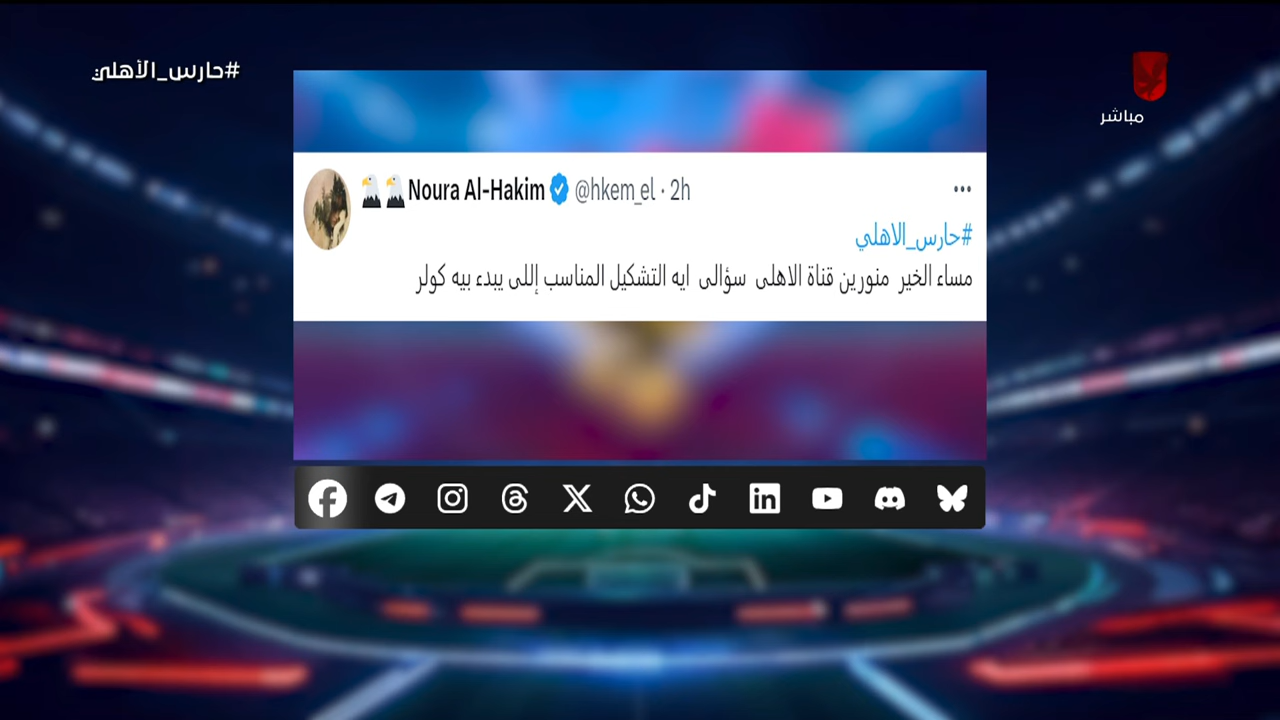 #حارس_الأهلي
مباشر
Noura Al-Hakim @hkem_el · 2h
#حارس_الاهلي
مساء الخير منورين قناة الاهلى سؤالى ايه التشكيل المناسب إللى يبدء بيه كولر